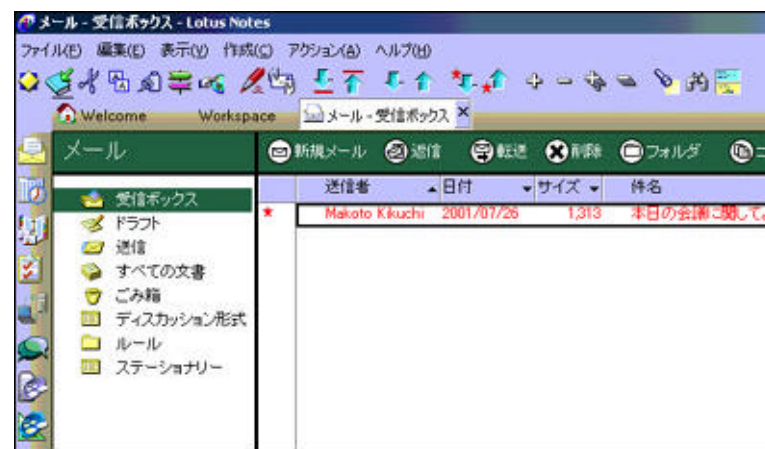 メール - 受信ボックス - Lotus Notes
ファイル(F) 編集(E) 表示(V) 作成(C) アクション(A) ヘルプ(H)
Welcome Workspace メール - 受信ボックス
メール 新規メール 返信 転送 削除 フォルダ コ
送信者 日付 サイズ 件名
Makoto Kikuchi 2001/07/26 1,313 本日の会議に関して。
受信ボックス
ドラフト
送信
すべての文書
ごみ箱
ディスカッション形式
ルール
ステーショナリー